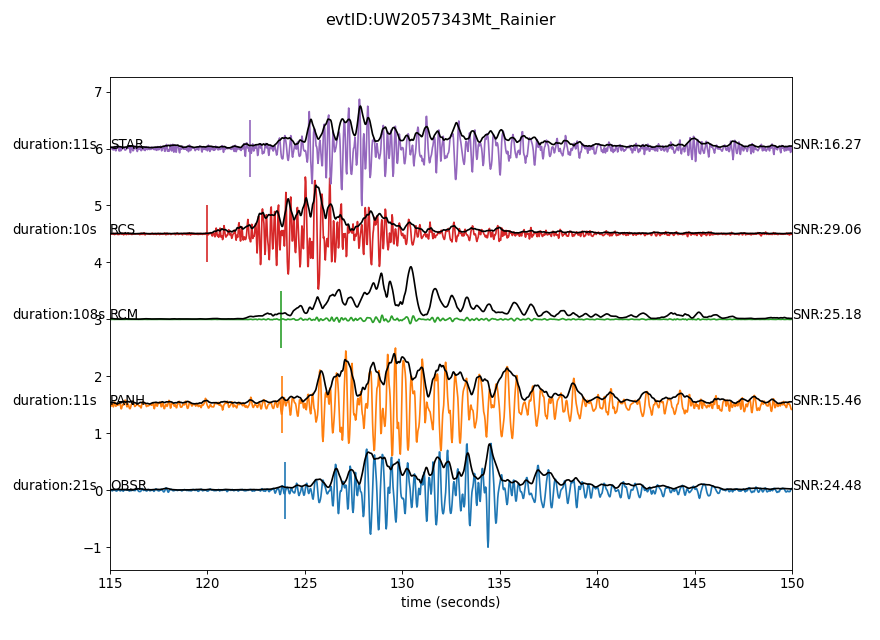 evtID:UW2057343Mt_Rainier
7
duration:11s STAR SNR:16.27
6
5
duration:10s RCS SNR:29.06
4
duration:108s RCM SNR:25.18
3
2
duration:11s PANH SNR:15.46
1
duration:21s OBSR SNR:24.48
0
−1
115 120 125 130 135 140 145 150
time (seconds)